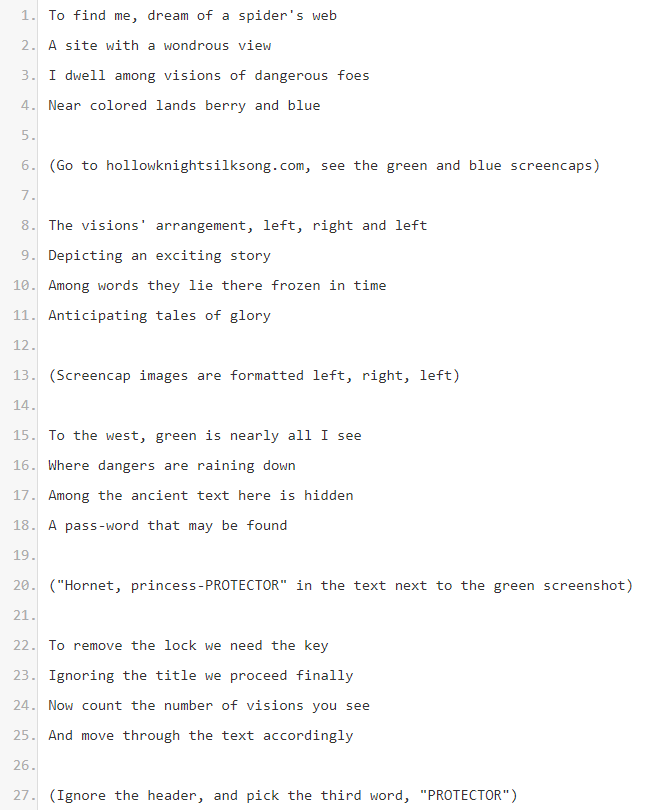 1. To find me, dream of a spider's web
2. A site with a wondrous view
3. I dwell among visions of dangerous foes
4. Near colored lands berry and blue
5.
6. (Go to hollowknightsilksong.com, see the green and blue screencaps)
7.
8. The visions' arrangement, left, right and left
9. Depicting an exciting story
10. Among words they lie there frozen in time
11. Anticipating tales of glory
12.
13. (Screencap images are formatted left, right, left)
14.
15. To the west, green is nearly all I see
16. Where dangers are raining down
17. Among the ancient text here is hidden
18. A pass-word that may be found
19.
20. ("Hornet, princess-PROTECTOR" in the text next to the green screenshot)
21.
22. To remove the lock we need the key
23. Ignoring the title we proceed finally
24. Now count the number of visions you see
25. And move through the text accordingly
26.
27. (Ignore the header, and pick the third word, "PROTECTOR")